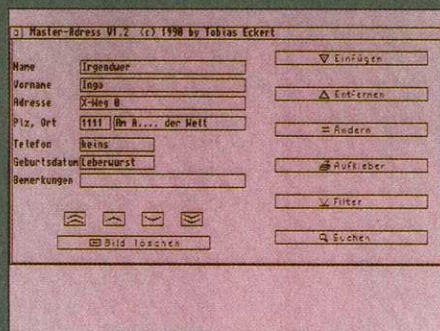 Master-Adress V1.2 (c) 1990 by Tobias Eckert
Name Irgendwer
Vorname Ingo
Adresse X-Weg 0
Plz, Ort 1111 Am A.... der Welt
Telefon keins
Geburtsdatum Leberwurst
Bemerkungen
Bild löschen
Einfügen
Entfernen
Ändern
Aufkleber
Filter
Suchen